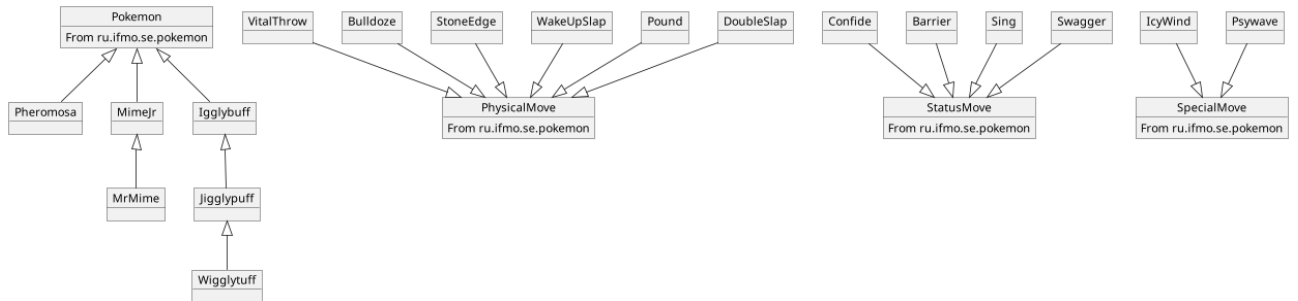 Pokemon
From ru.ifmo.se.pokemon
VitalThrow
Bulldoze
StoneEdge
WakeUpSlap
Pound
DoubleSlap
Confide
Barrier
Sing
Swagger
IcyWind
Psywave
Pheromosa
MimeJr
Igglybuff
PhysicalMove
From ru.ifmo.se.pokemon
StatusMove
From ru.ifmo.se.pokemon
SpecialMove
From ru.ifmo.se.pokemon
MrMime
Jigglypuff
Wigglytuff